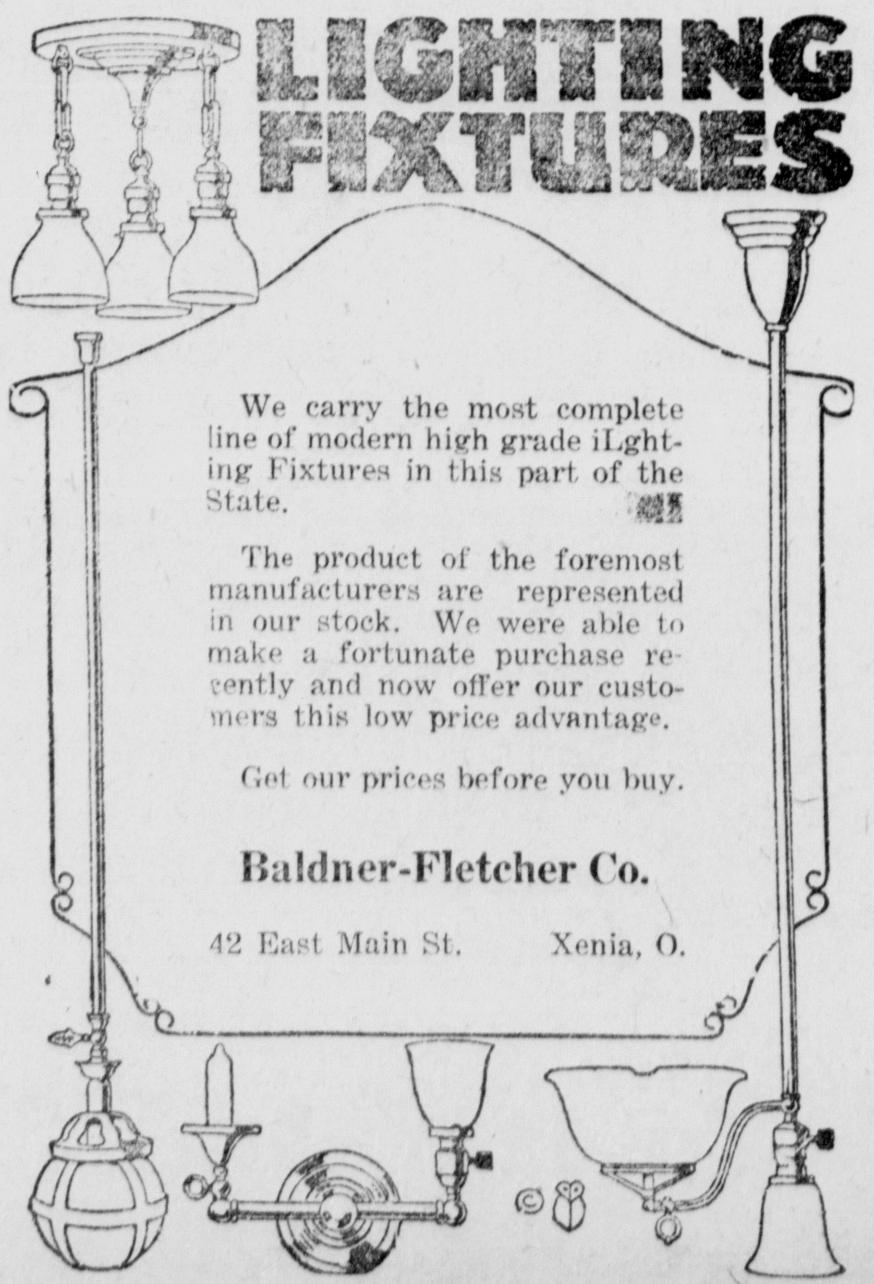 LIGHTING
FIXTURES
We carry the most complete
line of modern high grade iLght-
ing Fixtures in this part of the
State.
The product of the foremost
manufacturers are represented
in our stock. We were able to
make a fortunate purchase re-
cently and now offer our custo-
mers this low price advantage.
Get our prices before you buy.
Baldner-Fletcher Co.
42 East Main St. Xenia, O.
©